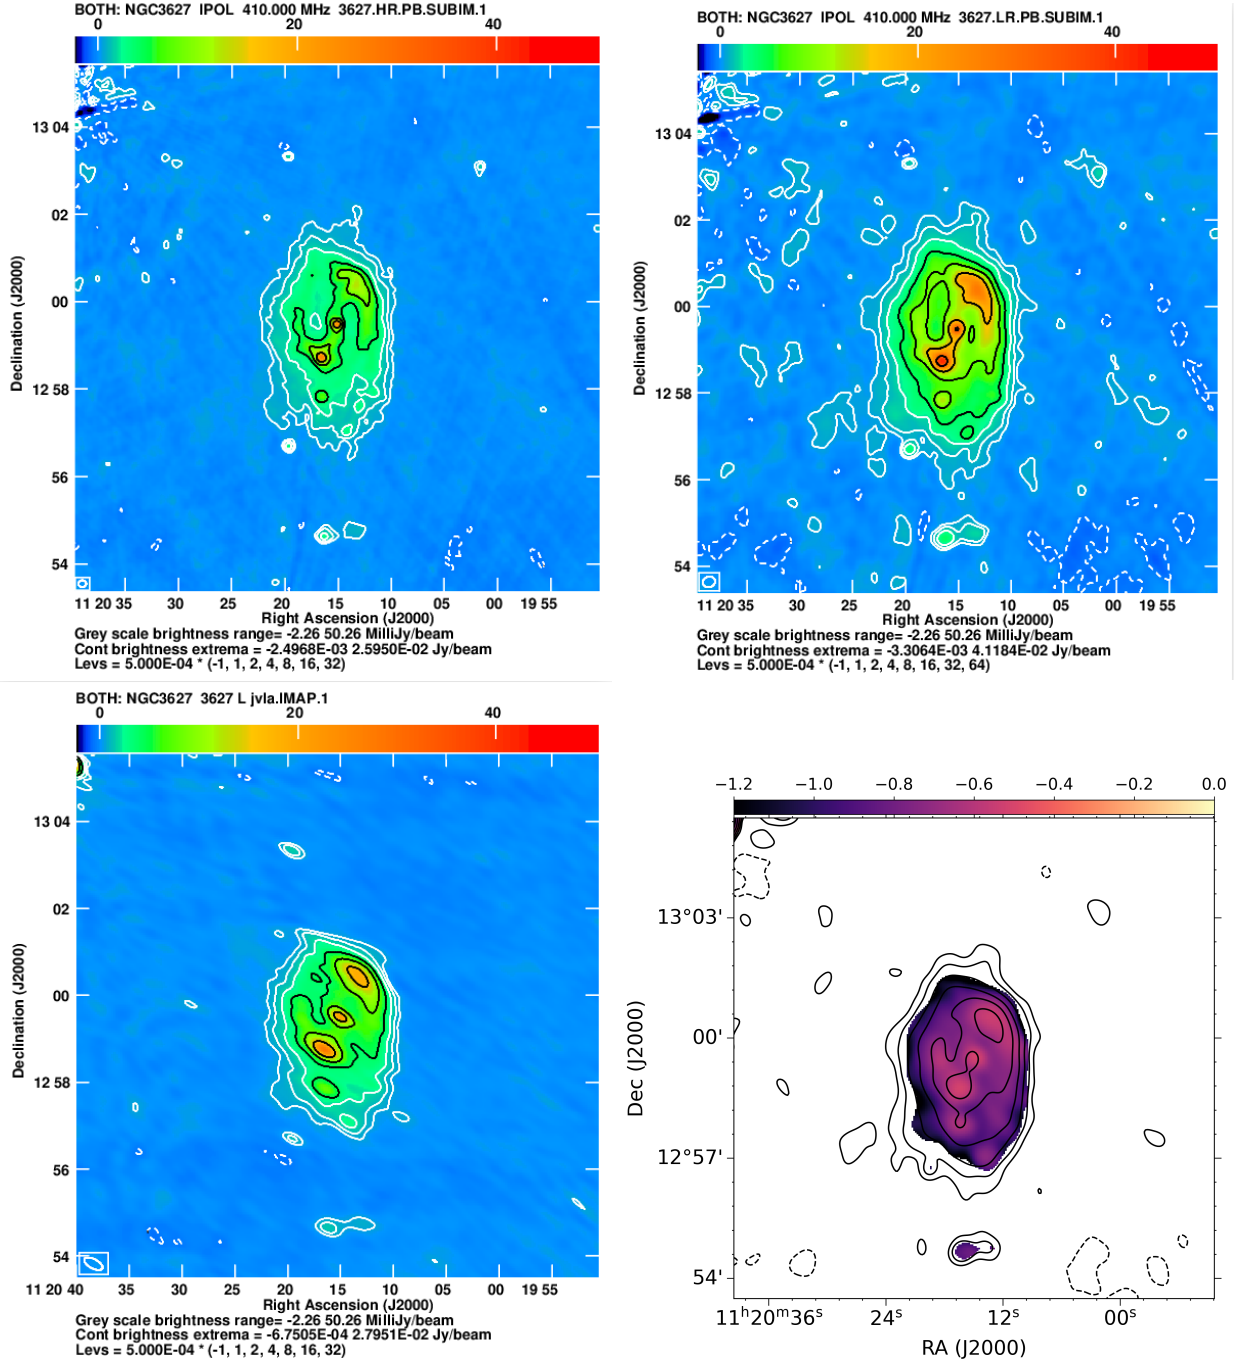 BOTH: NGC3627 IPOL 410.000 MHz 3627.HR.PB.SUBIM.1
0 20 40
13 04
02
00
12 58
56
54
Declination (J2000)
11 20 35 30 25 20 15 10 05 00 19 55
Right Ascension (J2000)
Grey scale brightness range= -2.26 50.26 MilliJy/beam
Cont brightness extrema = -2.4968E-03 2.5950E-02 Jy/beam
Levs = 5.000E-04 * (-1, 1, 2, 4, 8, 16, 32)
BOTH: NGC3627 IPOL 410.000 MHz 3627.LR.PB.SUBIM.1
0 20 40
13 04
02
00
12 58
56
54
Declination (J2000)
11 20 35 30 25 20 15 10 05 00 19 55
Right Ascension (J2000)
Grey scale brightness range= -2.26 50.26 MilliJy/beam
Cont brightness extrema = -3.3064E-03 4.1184E-02 Jy/beam
Levs = 5.000E-04 * (-1, 1, 2, 4, 8, 16, 32, 64)
BOTH: NGC3627 3627 L jvla.IMAP.1
0 20 40
13 04
02
00
12 58
56
54
Declination (J2000)
11 20 40 35 30 25 20 15 10 05 00 19 55
Right Ascension (J2000)
Grey scale brightness range= -2.26 50.26 MilliJy/beam
Cont brightness extrema = -6.7505E-04 2.7951E-02 Jy/beam
Levs = 5.000E-04 * (-1, 1, 2, 4, 8, 16, 32)
−1.2 −1.0 −0.8 −0.6 −0.4 −0.2 0.0
13°03'
00'
12°57'
54'
Dec (J2000)
11ʰ20ᵐ36ˢ 24ˢ 12ˢ 00ˢ
RA (J2000)